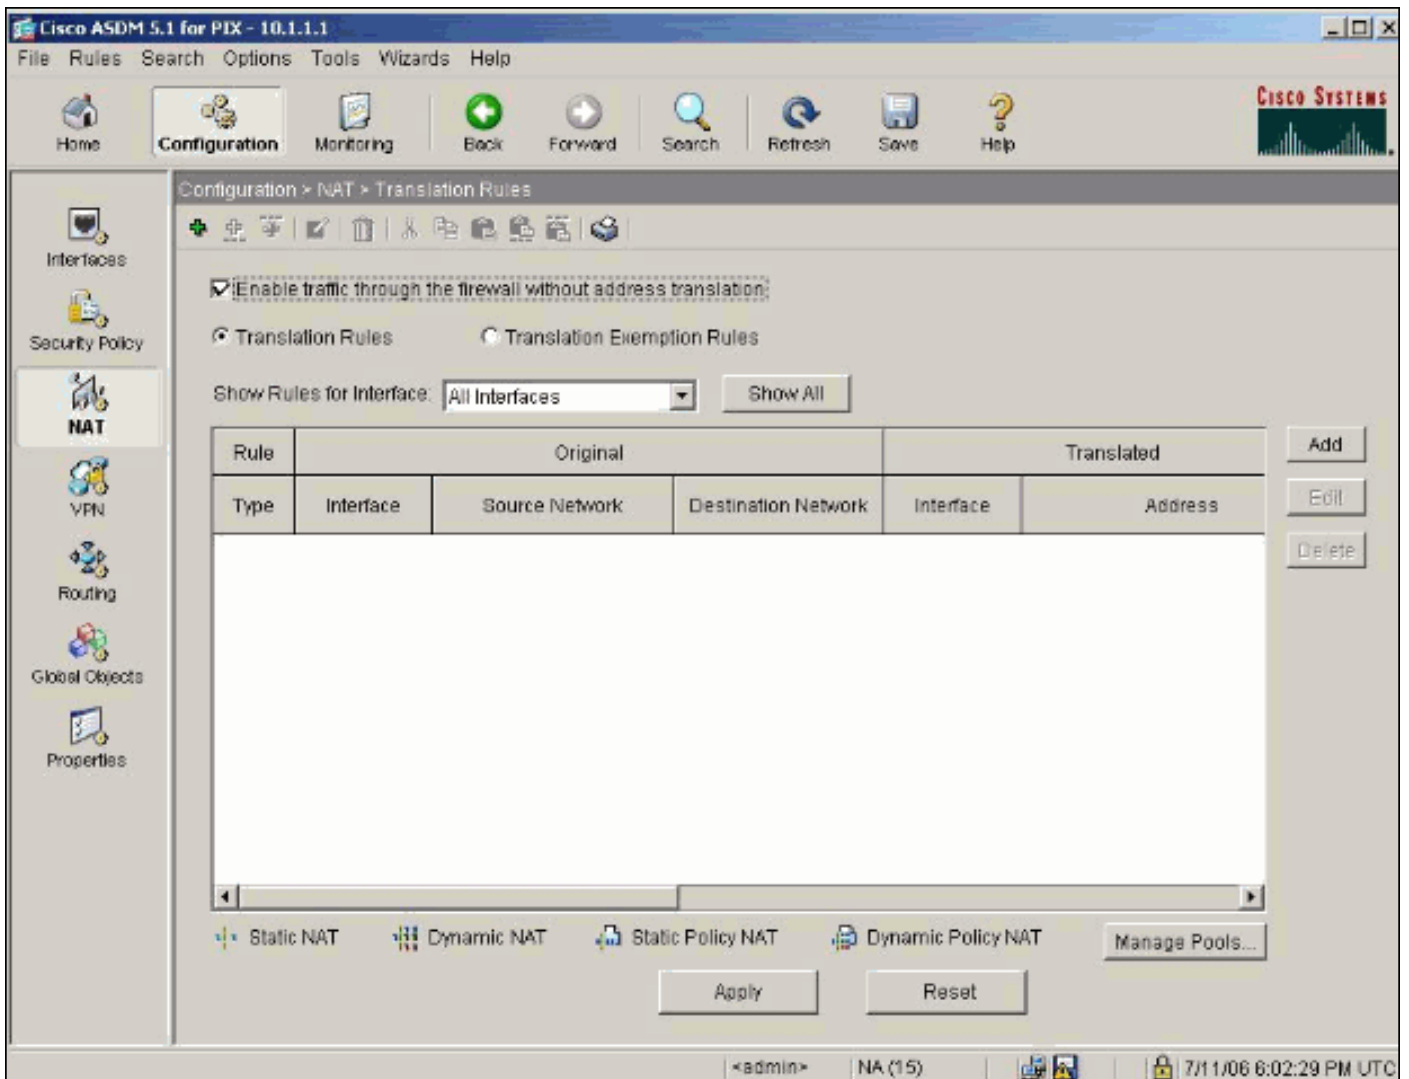 Cisco ASDM 5.1 for PIX - 10.1.1.1
File Rules Search Options Tools Wizards Help
Home Configuration Monitoring Back Forward Search Refresh Save Help
CISCO SYSTEMS
Configuration > NAT > Translation Rules
Interfaces
Security Policy
NAT
VPN
Routing
Global Objects
Properties
Enable traffic through the firewall without address translation
Translation Rules Translation Exemption Rules
Show Rules for Interface: All Interfaces Show All
Rule Original Translated
Type Interface Source Network Destination Network Interface Address
Add
Edit
Delete
Static NAT Dynamic NAT Static Policy NAT Dynamic Policy NAT Manage Pools...
Apply Reset
<admin> NA (15) 7/11/06 6:02:29 PM UTC